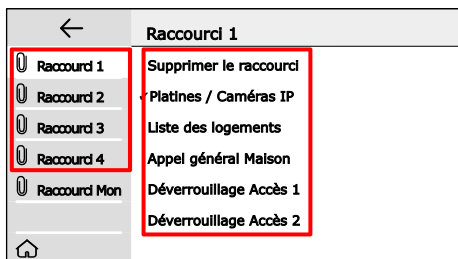 Raccourci 1
Raccourci 1
Raccourci 2
Raccourci 3
Raccourci 4
Raccourci Mon
Supprimer le raccourci
✓Platines / Caméras IP
Liste des logements
Appel général Maison
Déverrouillage Accès 1
Déverrouillage Accès 2